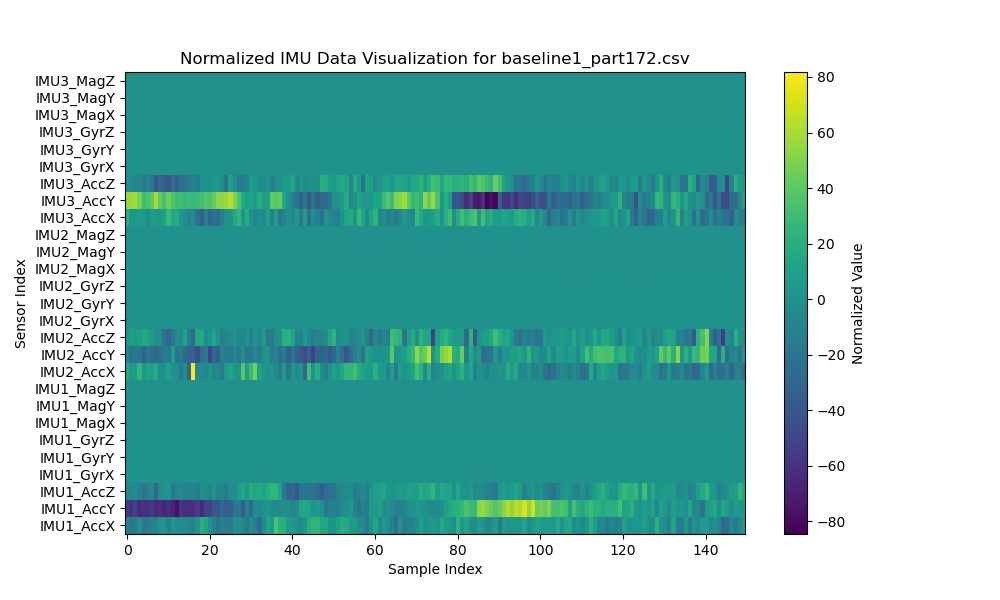 Normalized IMU Data Visualization for baseline1_part172.csv
IMU3_MagZ
IMU3_MagY
IMU3_MagX
IMU3_GyrZ
IMU3_GyrY
IMU3_GyrX
IMU3_AccZ
IMU3_AccY
IMU3_AccX
IMU2_MagZ
IMU2_MagY
IMU2_MagX
IMU2_GyrZ
IMU2_GyrY
IMU2_GyrX
IMU2_AccZ
IMU2_AccY
IMU2_AccX
IMU1_MagZ
IMU1_MagY
IMU1_MagX
IMU1_GyrZ
IMU1_GyrY
IMU1_GyrX
IMU1_AccZ
IMU1_AccY
IMU1_AccX
Sensor Index
0 20 40 60 80 100 120 140
Sample Index
80
60
40
20
0
−20
−40
−60
−80
Normalized Value